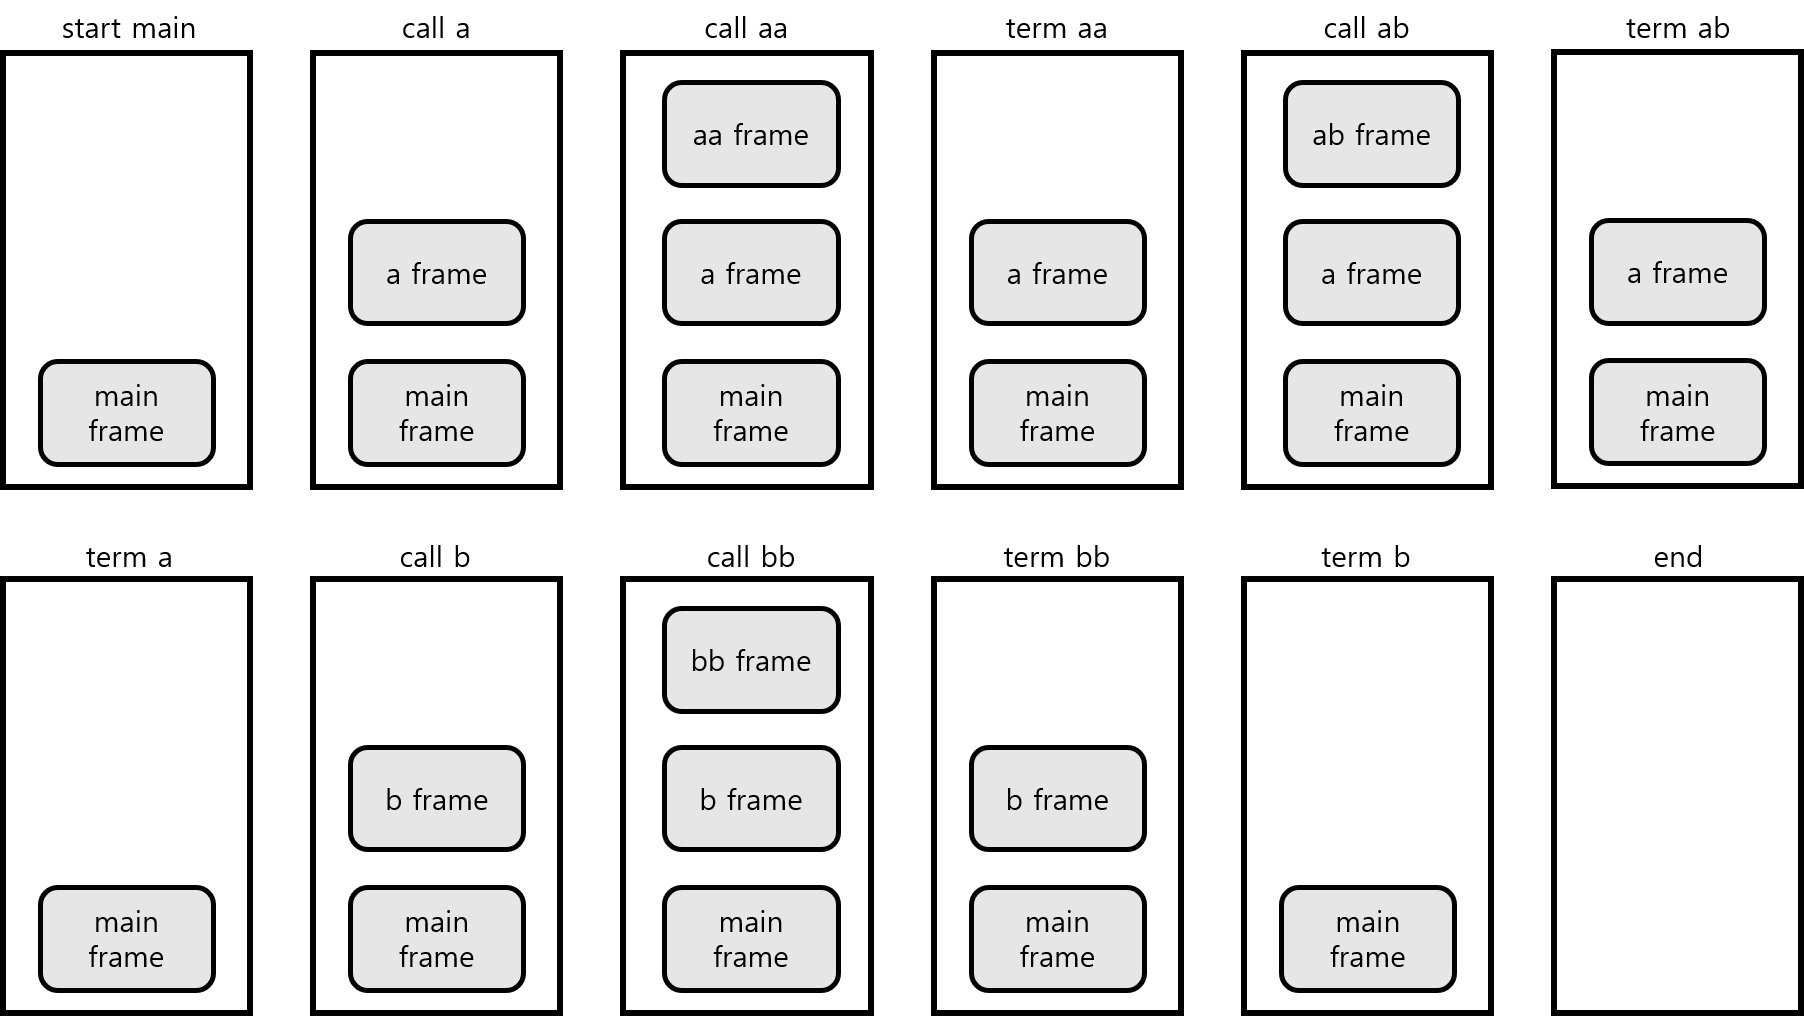 start main
main
frame
call a
a frame
main
frame
call aa
aa frame
a frame
main
frame
term aa
a frame
main
frame
call ab
ab frame
a frame
main
frame
term ab
a frame
main
frame
term a
main
frame
call b
b frame
main
frame
call bb
bb frame
b frame
main
frame
term bb
b frame
main
frame
term b
main
frame
end